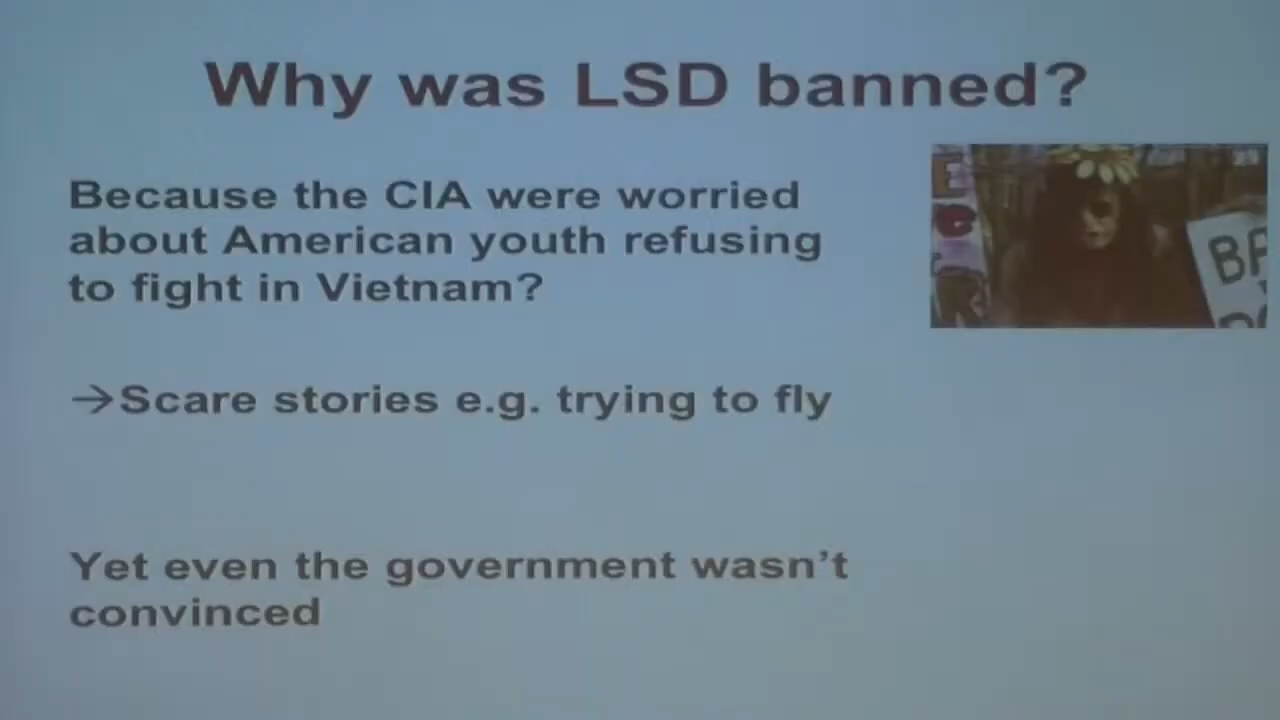 Why was LSD banned?
Because the CIA were worried
about American youth refusing
to fight in Vietnam?
→Scare stories e.g. trying to fly
Yet even the government wasn't
convinced